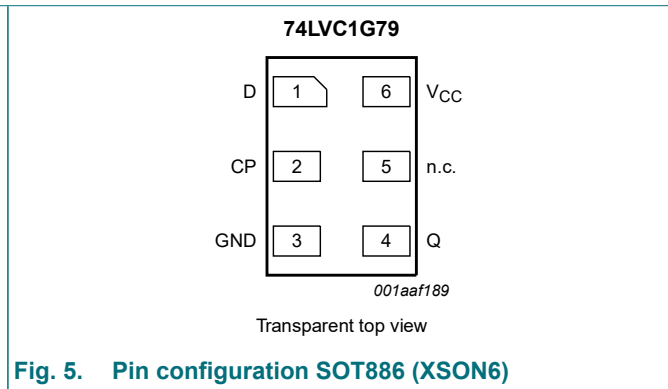 74LVC1G79
D 1 6 VCC
CP 2 5 n.c.
GND 3 4 Q
001aaf189
Transparent top view
Fig. 5. Pin configuration SOT886 (XSON6)